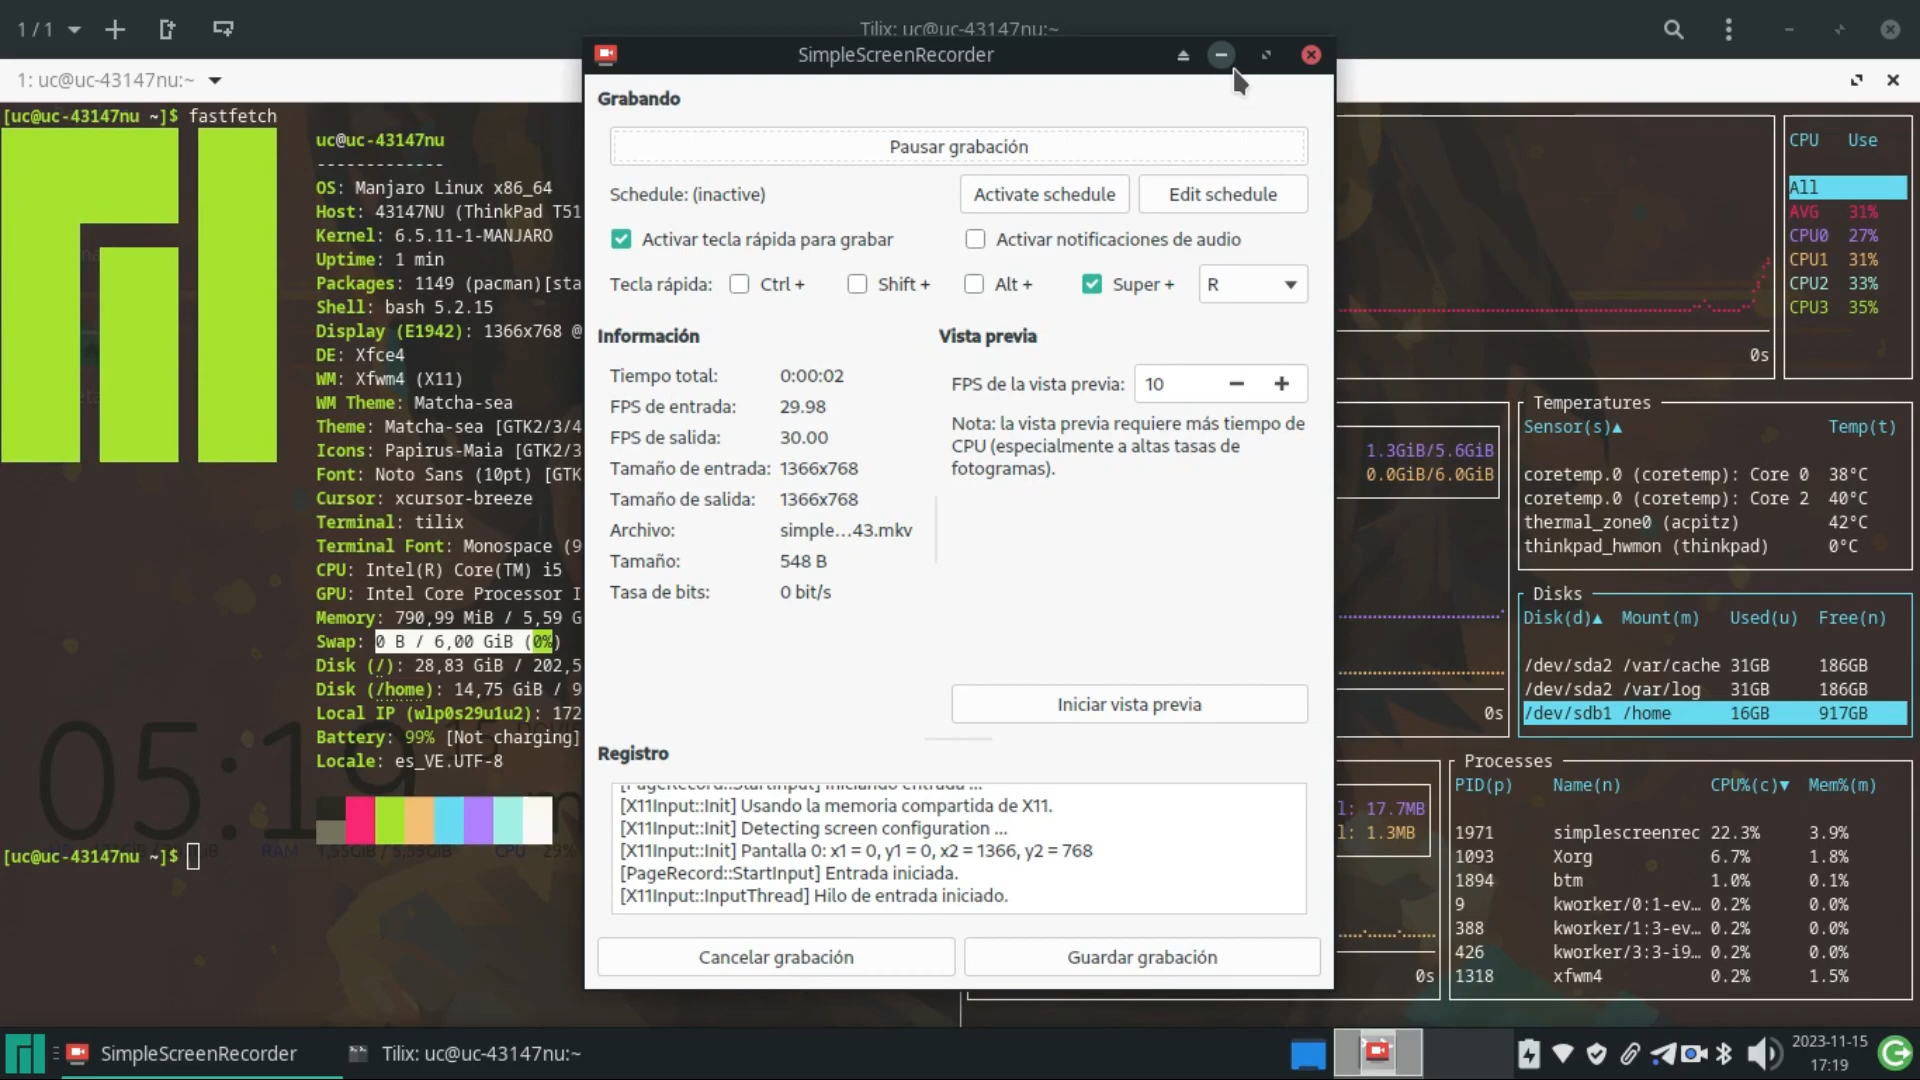 1 / 1
Tilix: uc@uc-43147nu:~
1: uc@uc-43147nu:~
SimpleScreenRecorder
[uc@uc-43147nu ~]$ fastfetch
uc@uc-43147nu
-------------
OS: Manjaro Linux x86_64
Host: 43147NU (ThinkPad T51
Kernel: 6.5.11-1-MANJARO
Uptime: 1 min
Packages: 1149 (pacman)[sta
Shell: bash 5.2.15
Display (E1942): 1366x768 @
DE: Xfce4
WM: Xfwm4 (X11)
WM Theme: Matcha-sea
Theme: Matcha-sea [GTK2/3/4
Icons: Papirus-Maia [GTK2/3
Font: Noto Sans (10pt) [GTK
Cursor: xcursor-breeze
Terminal: tilix
Terminal Font: Monospace (9
CPU: Intel(R) Core(TM) i5
GPU: Intel Core Processor I
Memory: 790,99 MiB / 5,59 G
Swap: 0 B / 6,00 GiB (0%)
Disk (/): 28,83 GiB / 202,5
Disk (/home): 14,75 GiB / 9
Local IP (wlp0s29u1u2): 172
Battery: 99% [Not charging]
Locale: es_VE.UTF-8
05:19
RAM 1,55GiB / 5,55GiB CPU 29%
[uc@uc-43147nu ~]$
Grabando
Pausar grabación
Schedule: (inactive)
Activate schedule
Edit schedule
Activar tecla rápida para grabar
Activar notificaciones de audio
Tecla rápida: Ctrl + Shift + Alt + Super + R
Información
Tiempo total: 0:00:02
FPS de entrada: 29.98
FPS de salida: 30.00
Tamaño de entrada: 1366x768
Tamaño de salida: 1366x768
Archivo: simple...43.mkv
Tamaño: 548 B
Tasa de bits: 0 bit/s
Vista previa
FPS de la vista previa: 10
Nota: la vista previa requiere más tiempo de
CPU (especialmente a altas tasas de
fotogramas).
Iniciar vista previa
Registro
[PageRecord::StartInput] Iniciando entrada ...
[X11Input::Init] Usando la memoria compartida de X11.
[X11Input::Init] Detecting screen configuration ...
[X11Input::Init] Pantalla 0: x1 = 0, y1 = 0, x2 = 1366, y2 = 768
[PageRecord::StartInput] Entrada iniciada.
[X11Input::InputThread] Hilo de entrada iniciado.
Cancelar grabación
Guardar grabación
0s
CPU Use
All
AVG 31%
CPU0 27%
CPU1 31%
CPU2 33%
CPU3 35%
1.3GiB/5.6GiB
0.0GiB/6.0GiB
0s
Temperatures
Sensor(s)▲ Temp(t)
coretemp.0 (coretemp): Core 0 38°C
coretemp.0 (coretemp): Core 2 40°C
thermal_zone0 (acpitz) 42°C
thinkpad_hwmon (thinkpad) 0°C
Disks
Disk(d)▲ Mount(m) Used(u) Free(n)
/dev/sda2 /var/cache 31GB 186GB
/dev/sda2 /var/log 31GB 186GB
/dev/sdb1 /home 16GB 917GB
l: 17.7MB
l: 1.3MB
0s
Processes
PID(p) Name(n) CPU%(c)▼ Mem%(m)
1971 simplescreenrec 22.3% 3.9%
1093 Xorg 6.7% 1.8%
1894 btm 1.0% 0.1%
9 kworker/0:1-ev… 0.2% 0.0%
388 kworker/1:3-ev… 0.2% 0.0%
426 kworker/3:3-i9… 0.2% 0.0%
1318 xfwm4 0.2% 1.5%
SimpleScreenRecorder
Tilix: uc@uc-43147nu:~
2023-11-15
17:19